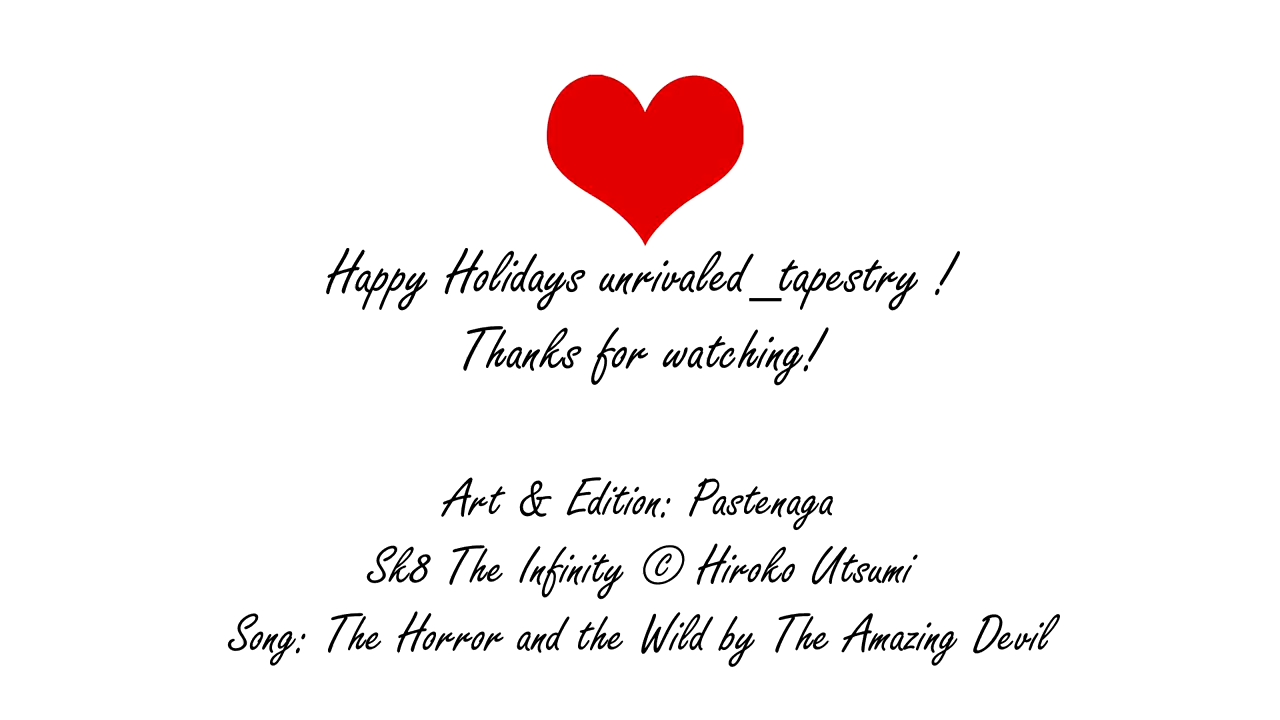 Happy Holidays unrivaled_tapestry !
Thanks for watching!
Art & Edition: Pastenaga
Sk8 The Infinity © Hiroko Utsumi
Song: The Horror and the Wild by The Amazing Devil